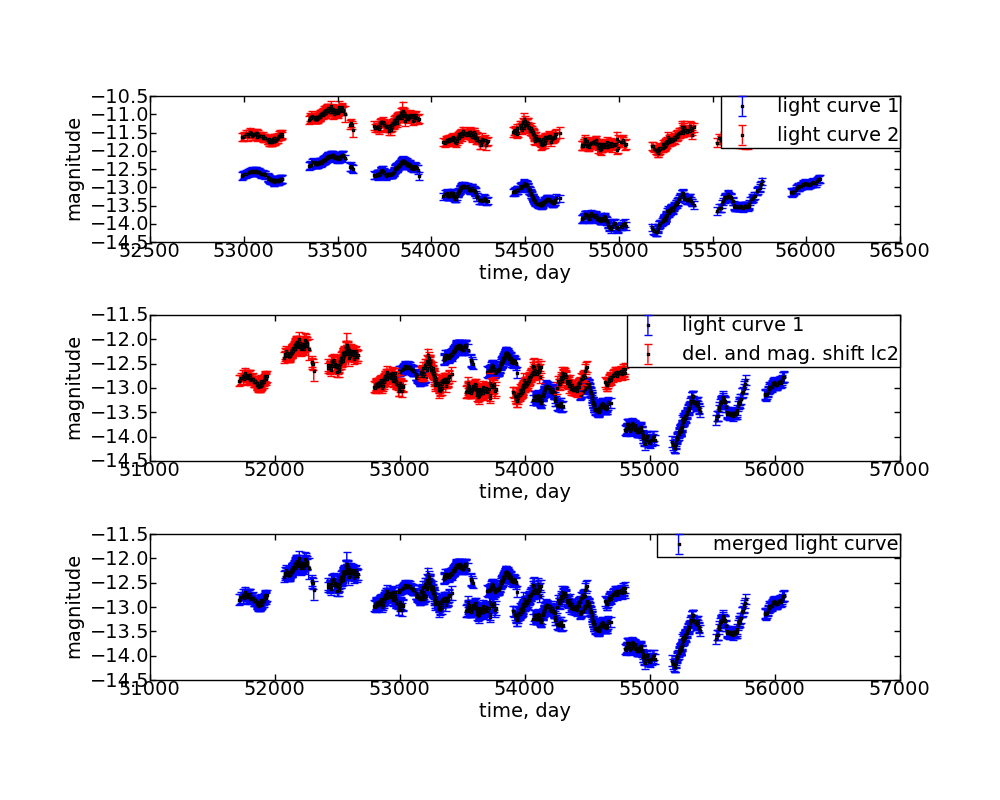 −10.5
−11.0
−11.5
−12.0
−12.5
−13.0
−13.5
−14.0
−14.5
magnitude
light curve 1
light curve 2
52500 53000 53500 54000 54500 55000 55500 56000 56500
time, day
−11.5
−12.0
−12.5
−13.0
−13.5
−14.0
−14.5
magnitude
light curve 1
del. and mag. shift lc2
51000 52000 53000 54000 55000 56000 57000
time, day
−11.5
−12.0
−12.5
−13.0
−13.5
−14.0
−14.5
magnitude
merged light curve
51000 52000 53000 54000 55000 56000 57000
time, day